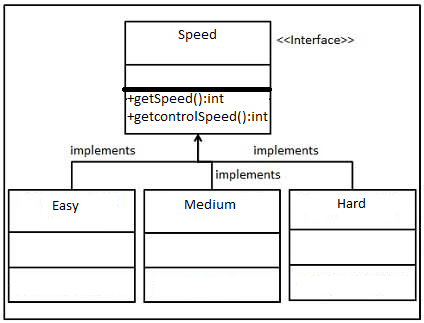 Speed
<<Interface>>
+getSpeed():int
+getcontrolSpeed():int
implements
implements
implements
Easy
Medium
Hard